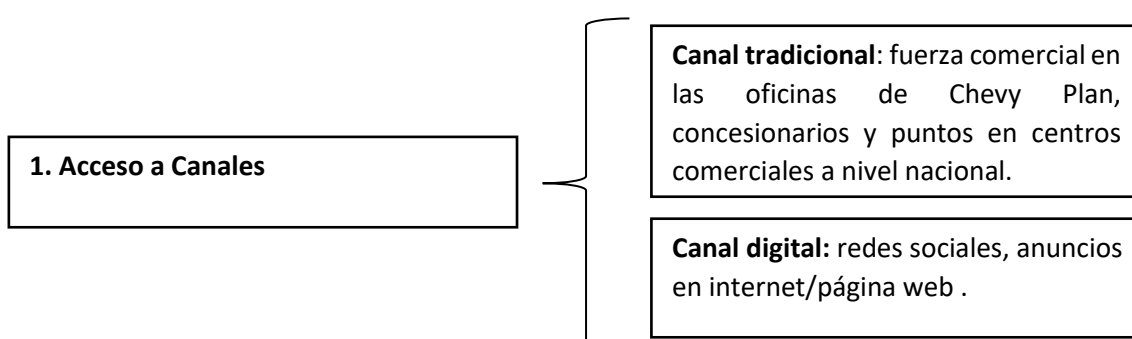 1. Acceso a Canales
Canal tradicional: fuerza comercial en
las oficinas de Chevy Plan,
concesionarios y puntos en centros
comerciales a nivel nacional.
Canal digital: redes sociales, anuncios
en internet/página web .